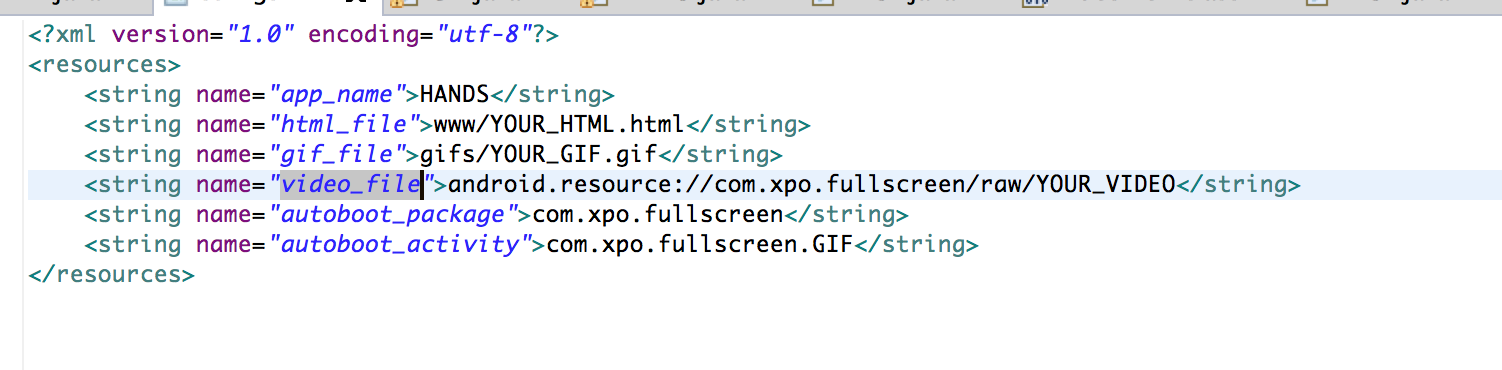 <?xml version="1.0" encoding="utf-8"?>
<resources>
    <string name="app_name">HANDS</string>
    <string name="html_file">www/YOUR_HTML.html</string>
    <string name="gif_file">gifs/YOUR_GIF.gif</string>
    <string name="video_file">android.resource://com.xpo.fullscreen/raw/YOUR_VIDEO</string>
    <string name="autoboot_package">com.xpo.fullscreen</string>
    <string name="autoboot_activity">com.xpo.fullscreen.GIF</string>
</resources>